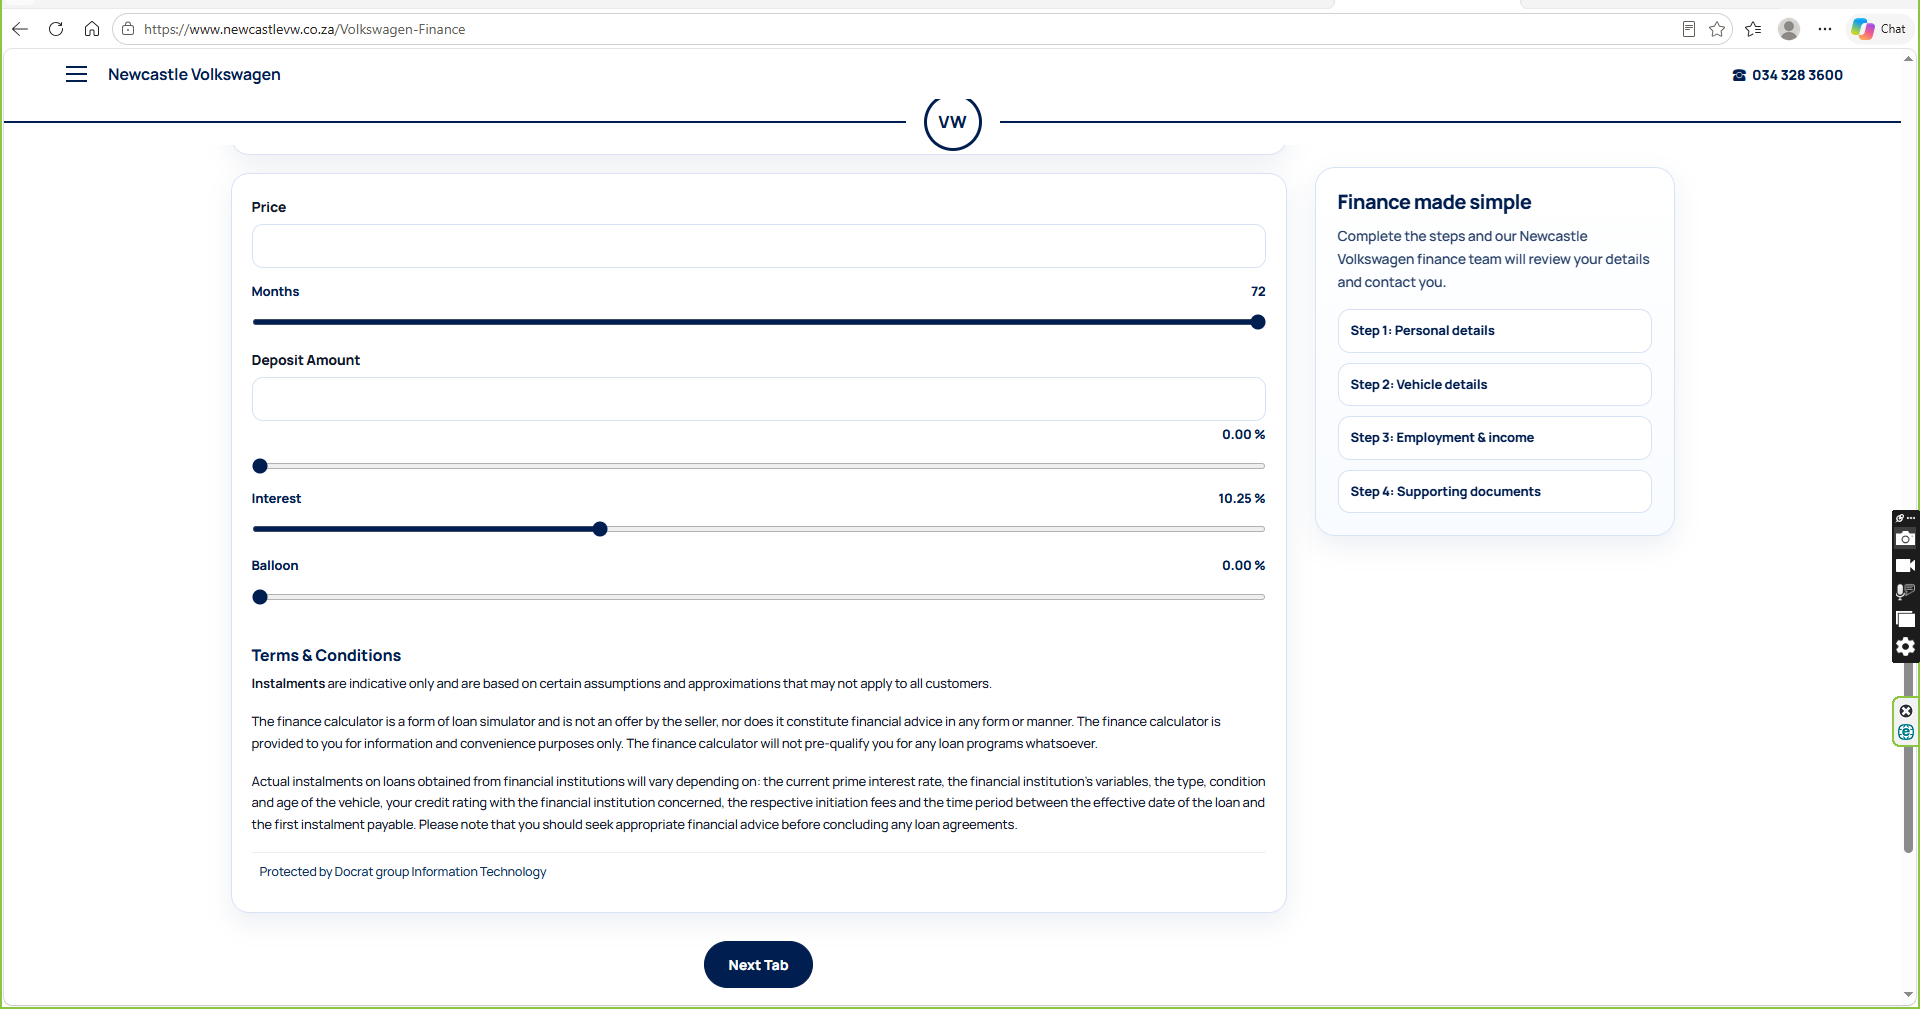 https://www.newcastlevw.co.za/Volkswagen-Finance
Chat
Newcastle Volkswagen
☎ 034 328 3600
VW
Price
Months
72
Deposit Amount
0.00 %
Interest
10.25 %
Balloon
0.00 %
Terms & Conditions
Instalments are indicative only and are based on certain assumptions and approximations that may not apply to all customers.
The finance calculator is a form of loan simulator and is not an offer by the seller, nor does it constitute financial advice in any form or manner. The finance calculator is
provided to you for information and convenience purposes only. The finance calculator will not pre-qualify you for any loan programs whatsoever.
Actual instalments on loans obtained from financial institutions will vary depending on: the current prime interest rate, the financial institution's variables, the type, condition
and age of the vehicle, your credit rating with the financial institution concerned, the respective initiation fees and the time period between the effective date of the loan and
the first instalment payable. Please note that you should seek appropriate financial advice before concluding any loan agreements.
Protected by Docrat group Information Technology
Next Tab
Finance made simple
Complete the steps and our Newcastle
Volkswagen finance team will review your details
and contact you.
Step 1: Personal details
Step 2: Vehicle details
Step 3: Employment & income
Step 4: Supporting documents